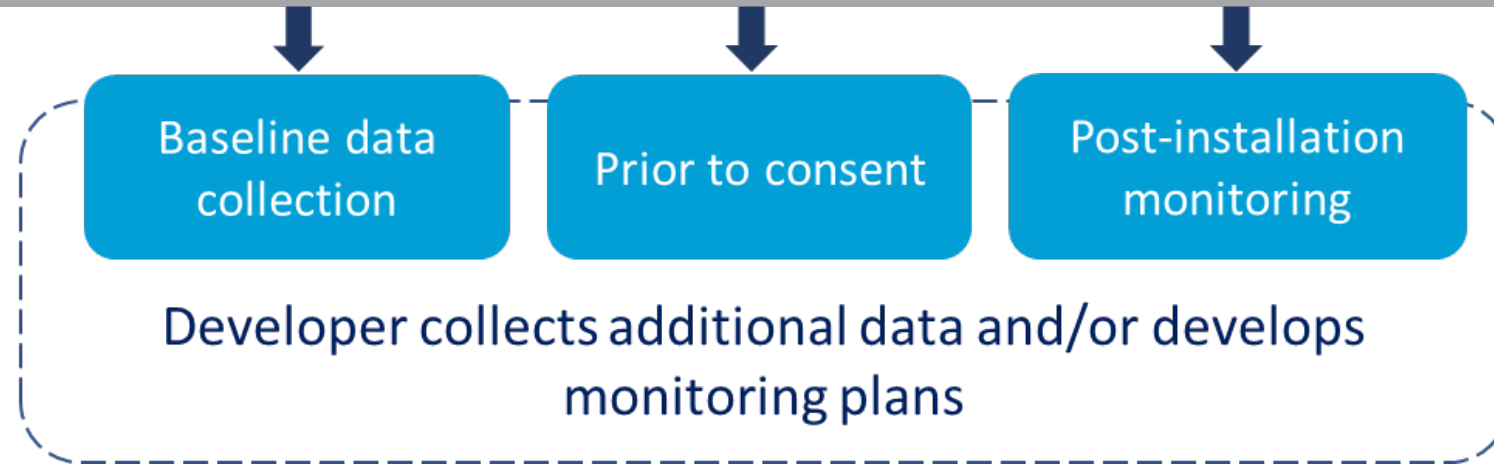 Baseline data
collection
Prior to consent
Post-installation
monitoring
Developer collects additional data and/or develops
monitoring plans